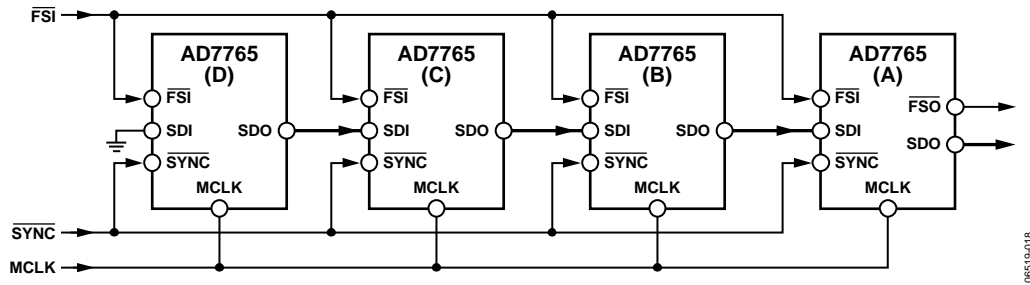 FSI
AD7765
(D)
FSI
SDI
SYNC
SDO
MCLK
AD7765
(C)
FSI
SDI
SYNC
SDO
MCLK
AD7765
(B)
FSI
SDI
SYNC
SDO
MCLK
AD7765
(A)
FSI
SDI
SYNC
FSO
SDO
MCLK
SYNC
MCLK
06519-018